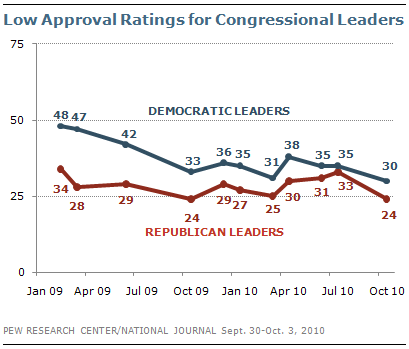 Low Approval Ratings for Congressional Leaders
75
48 47 DEMOCRATIC LEADERS
50
42
38
36 35 35 35
33 31 30
34 28 29 24 29 27 25 30 31 33 24
25
REPUBLICAN LEADERS
0
Jan 09 Apr 09 Jul 09 Oct 09 Jan 10 Apr 10 Jul 10 Oct 10
PEW RESEARCH CENTER/NATIONAL JOURNAL Sept. 30-Oct. 3, 2010